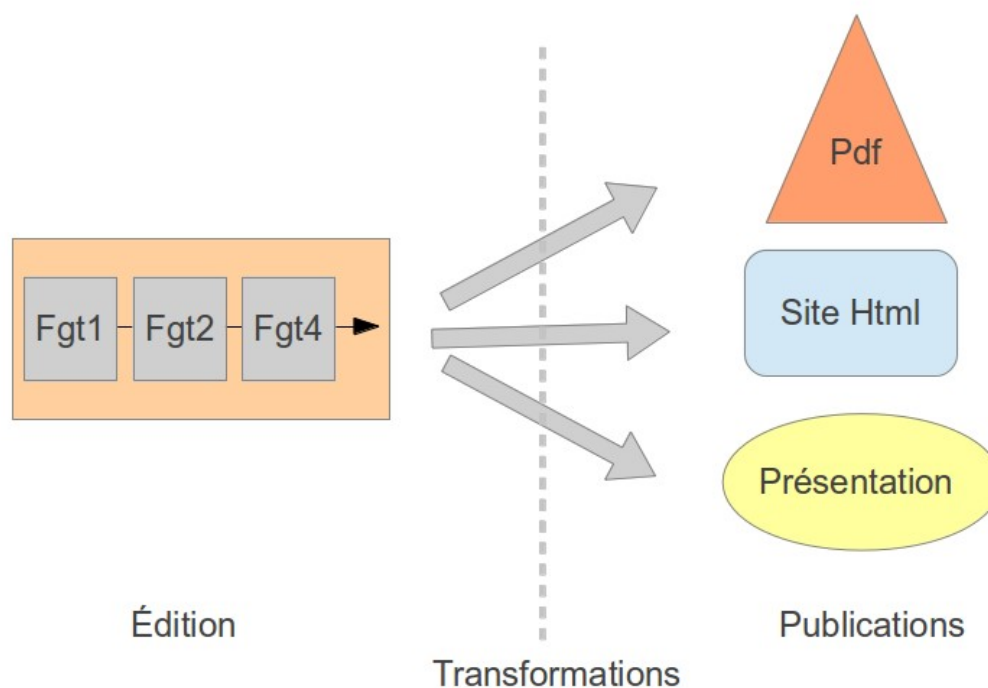 Pdf
Fgt1 Fgt2 Fgt4
Site Html
Présentation
Édition
Publications
Transformations